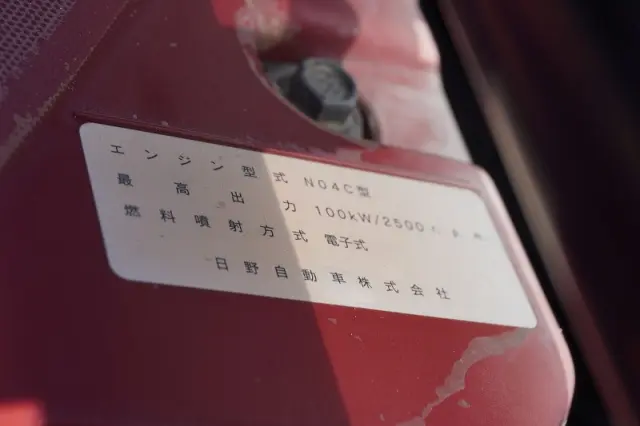 エンジン型式 N04C型
最高出力 100kW/2500r.p.m.
燃料噴射方式 電子式
日野自動車株式会社